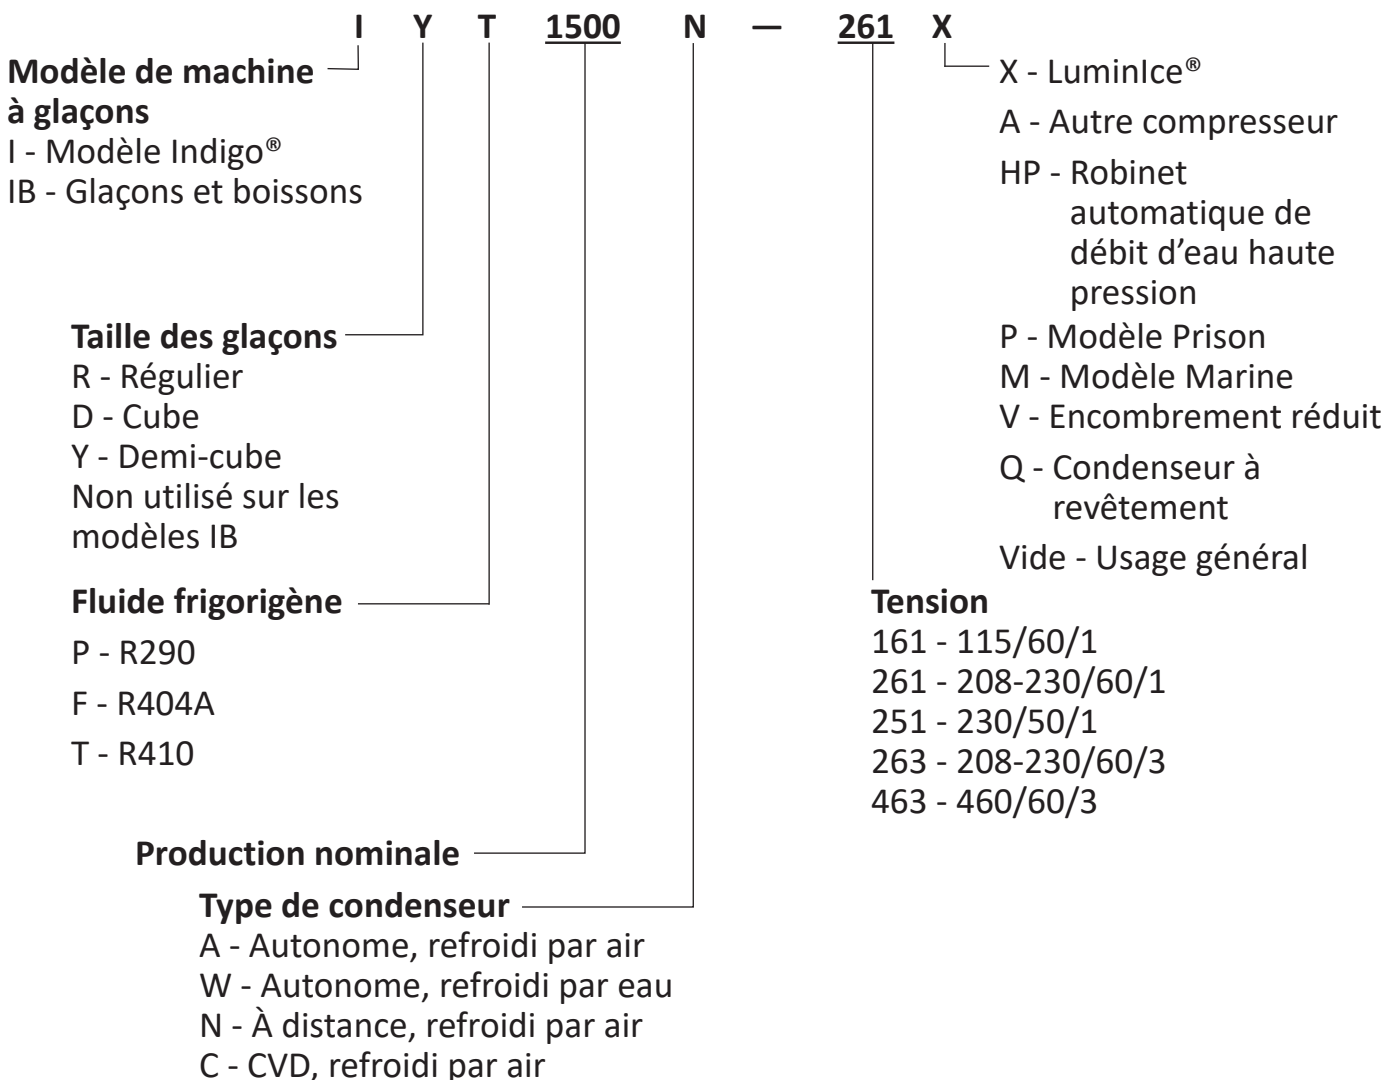 I Y T 1500 N — 261 X
Modèle de machine
à glaçons
I - Modèle Indigo®
IB - Glaçons et boissons
Taille des glaçons
R - Régulier
D - Cube
Y - Demi-cube
Non utilisé sur les
modèles IB
Fluide frigorigène
P - R290
F - R404A
T - R410
Production nominale
Type de condenseur
A - Autonome, refroidi par air
W - Autonome, refroidi par eau
N - À distance, refroidi par air
C - CVD, refroidi par air
X - LuminIce®
A - Autre compresseur
HP - Robinet
automatique de
débit d’eau haute
pression
P - Modèle Prison
M - Modèle Marine
V - Encombrement réduit
Q - Condenseur à
revêtement
Vide - Usage général
Tension
161 - 115/60/1
261 - 208-230/60/1
251 - 230/50/1
263 - 208-230/60/3
463 - 460/60/3